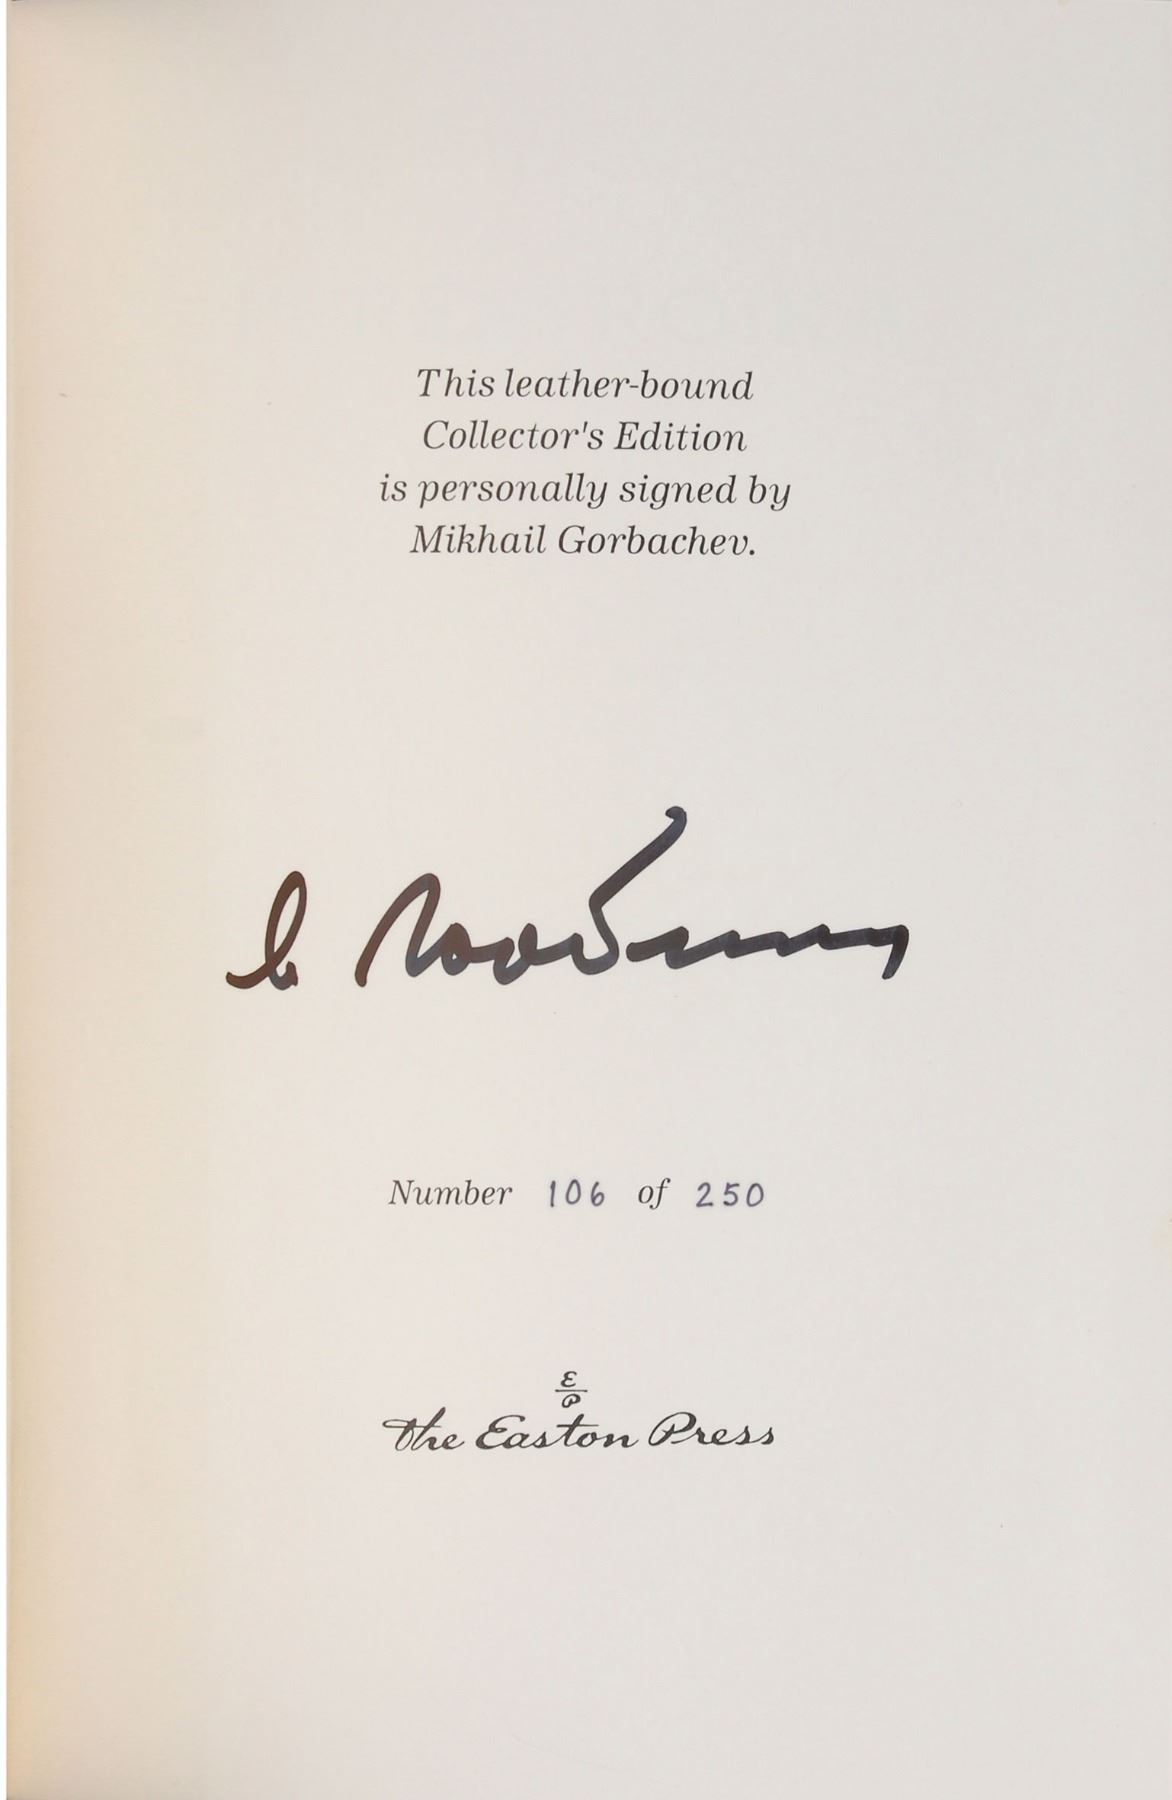 This leather-bound
Collector's Edition
is personally signed by
Mikhail Gorbachev.
Number 106 of 250
E
P
The Easton Press